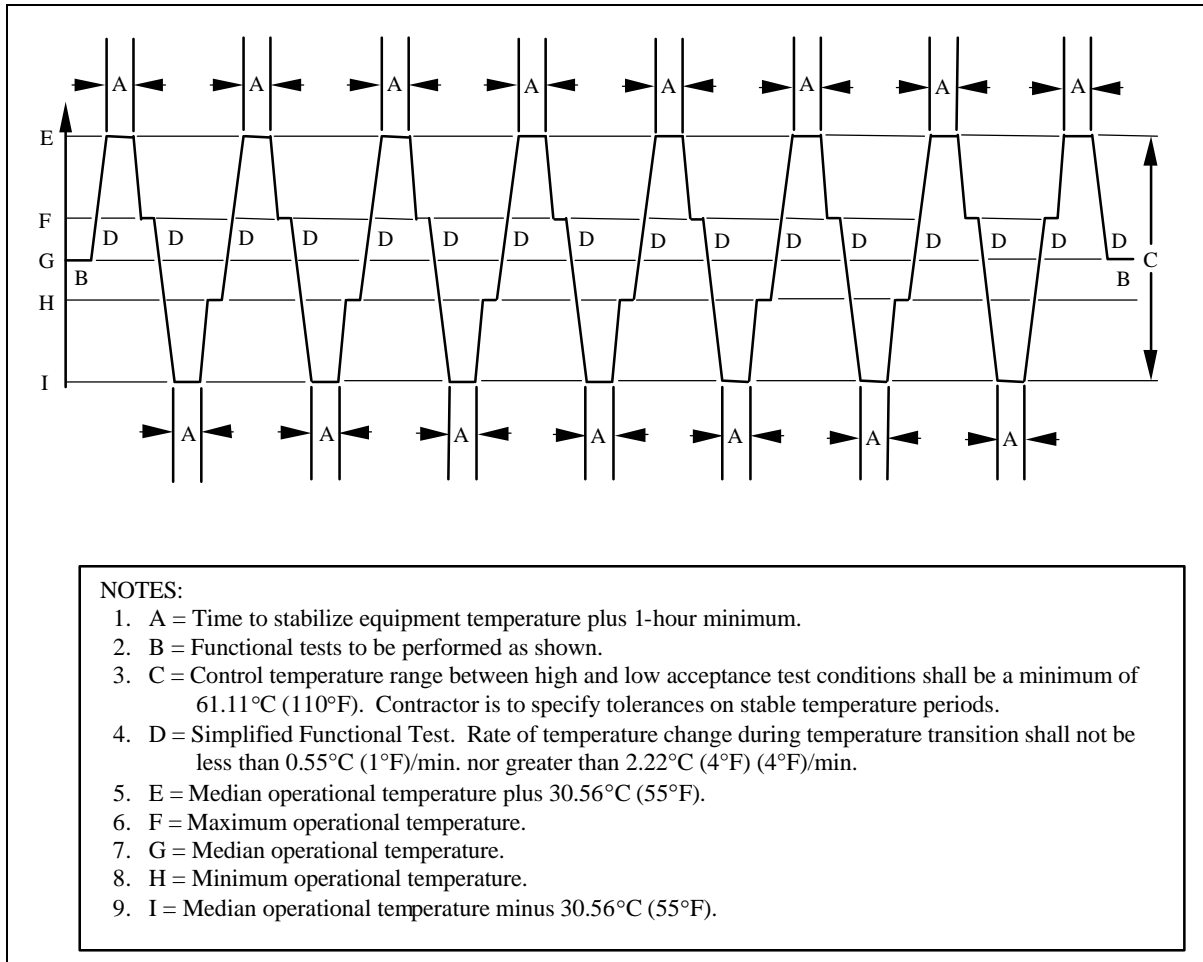 A A A A A A A A
E
F
D D D D D D D D D D D D D D D D
G C
B B
H
I
A A A A A A A
NOTES:
1. A = Time to stabilize equipment temperature plus 1-hour minimum.
2. B = Functional tests to be performed as shown.
3. C = Control temperature range between high and low acceptance test conditions shall be a minimum of
61.11°C (110°F). Contractor is to specify tolerances on stable temperature periods.
4. D = Simplified Functional Test. Rate of temperature change during temperature transition shall not be
less than 0.55°C (1°F)/min. nor greater than 2.22°C (4°F) (4°F)/min.
5. E = Median operational temperature plus 30.56°C (55°F).
6. F = Maximum operational temperature.
7. G = Median operational temperature.
8. H = Minimum operational temperature.
9. I = Median operational temperature minus 30.56°C (55°F).